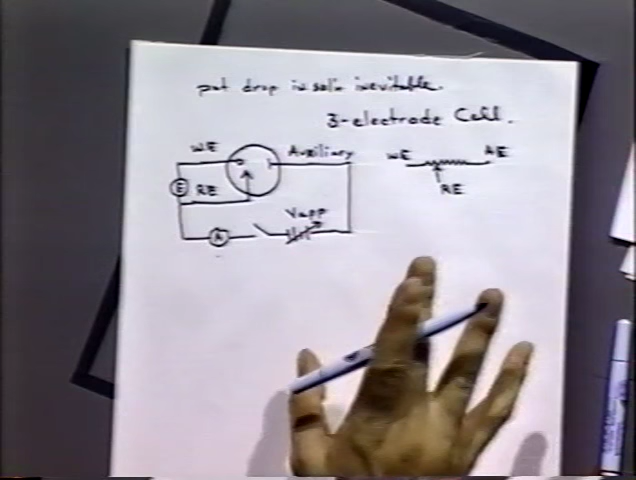 pot drop in soln inevitable.
3-electrode Cell.
WE Auxiliary
E RE
A Vapp
WE AE
RE